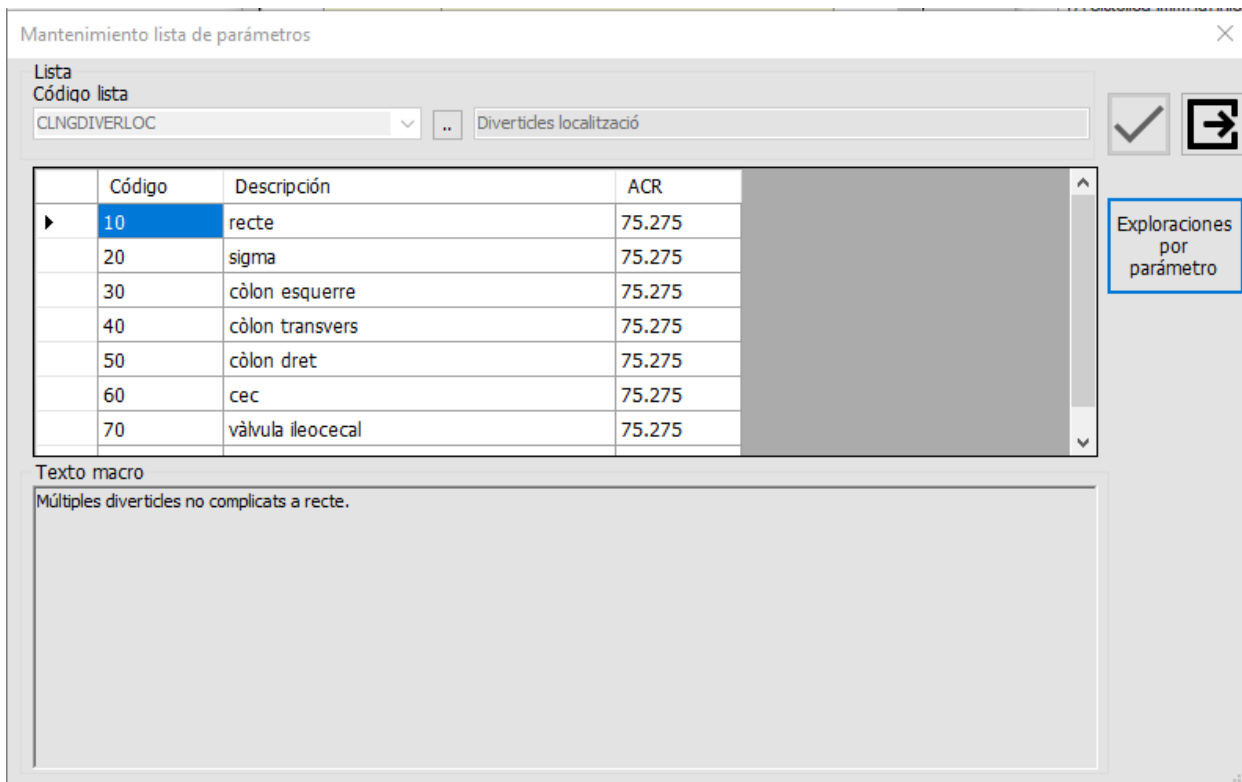 Mantenimiento lista de parámetros
Lista
Código lista
CLNGDIVERLOC .. Diverticles localització
Código Descripción ACR
10 recte 75.275
20 sigma 75.275
30 còlon esquerre 75.275
40 còlon transvers 75.275
50 còlon dret 75.275
60 cec 75.275
70 vàlvula ileocecal 75.275
Exploraciones
por
parámetro
Texto macro
Múltiples diverticles no complicats a recte.